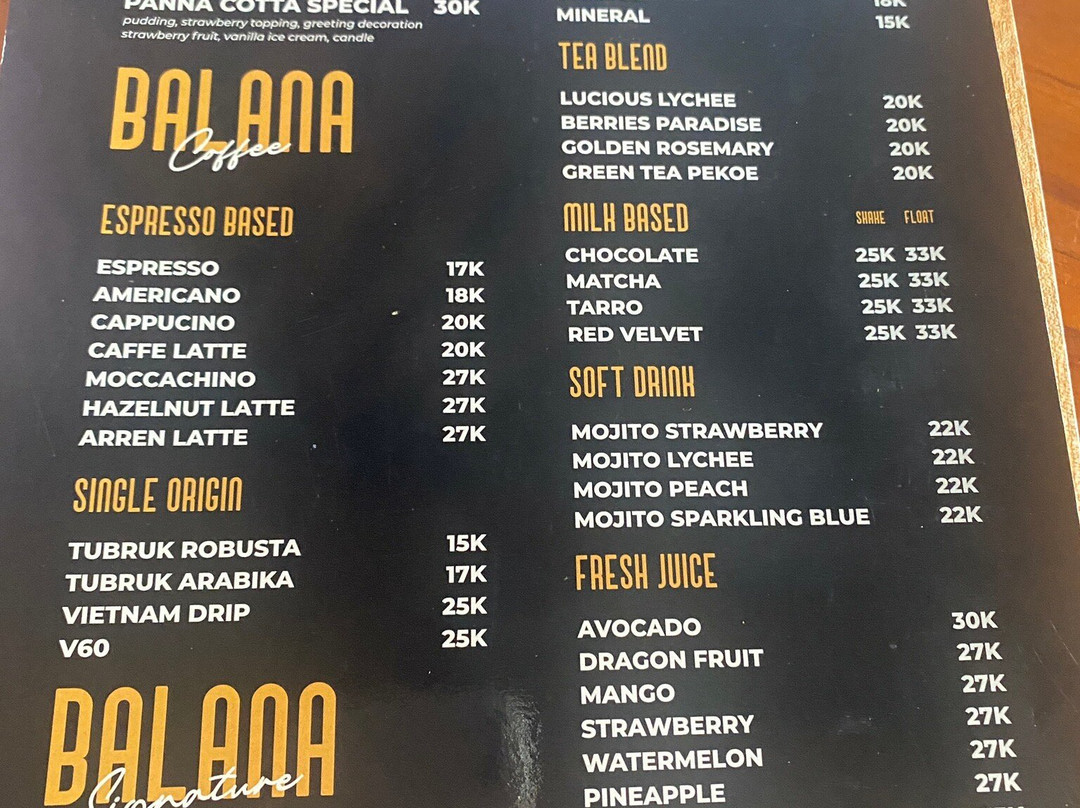 PANNA COTTA SPECIAL 30K
pudding, strawberry topping, greeting decoration
strawberry fruit, vanilla ice cream, candle
BALANA
Coffee
ESPRESSO BASED
ESPRESSO 17K
AMERICANO 18K
CAPPUCINO 20K
CAFFE LATTE 20K
MOCCACHINO 27K
HAZELNUT LATTE 27K
ARREN LATTE 27K
SINGLE ORIGIN
TUBRUK ROBUSTA 15K
TUBRUK ARABIKA 17K
VIETNAM DRIP 25K
V60 25K
BALANA
Signature
18K
MINERAL 15K
TEA BLEND
LUCIOUS LYCHEE 20K
BERRIES PARADISE 20K
GOLDEN ROSEMARY 20K
GREEN TEA PEKOE 20K
MILK BASED SHAKE FLOAT
CHOCOLATE 25K 33K
MATCHA 25K 33K
TARRO 25K 33K
RED VELVET 25K 33K
SOFT DRINK
MOJITO STRAWBERRY 22K
MOJITO LYCHEE 22K
MOJITO PEACH 22K
MOJITO SPARKLING BLUE 22K
FRESH JUICE
AVOCADO 30K
DRAGON FRUIT 27K
MANGO 27K
STRAWBERRY 27K
WATERMELON 27K
PINEAPPLE 27K